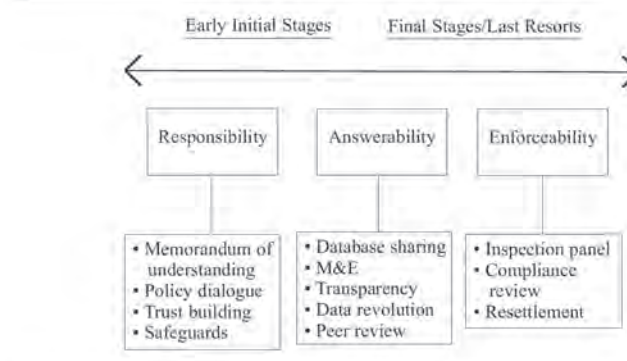 Early Initial Stages
Final Stages/Last Resorts
Responsibility
Answerability
Enforceability
▪ Memorandum of
understanding
▪ Policy dialogue
▪ Trust building
▪ Safeguards
▪ Database sharing
▪ M&E
▪ Transparency
▪ Data revolution
▪ Peer review
▪ Inspection panel
▪ Compliance
review
▪ Resettlement